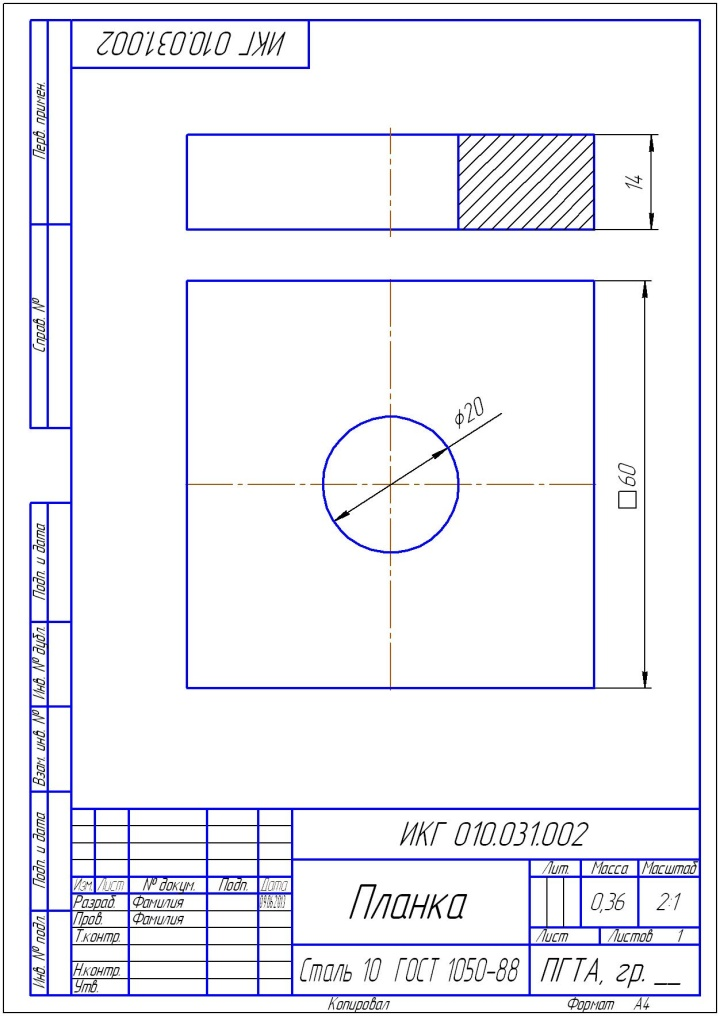 ИКГ 010.031.002
Перв. примен.
Справ. №
Подп. и дата
Инв. № дубл.
Взам. инв. №
Подп. и дата
Инв. № подл.
14
ϕ20
□60
ИКГ 010.031.002
Изм. Лист № докум. Подп. Дата
Разраб. Фамилия
Пров. Фамилия
Т.контр.
Н.контр.
Утв.
Планка
Лит. Масса Масштаб
0,36 2:1
Лист Листов 1
Сталь 10 ГОСТ 1050-88
ПГТА, гр. __
Копировал Формат А4